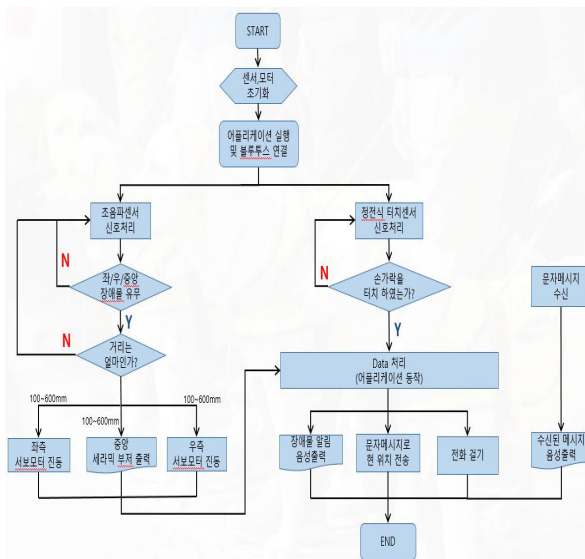 START
센서,모터
초기화
어플리케이션 실행
및 블루투스 연결
초음파센서
신호처리
정전식 터치센서
신호처리
N
좌/우/중앙
장애물 유무
N
손가락을
터치 하였는가?
문자메시지
수신
Y
Y
N
거리는
얼마인가?
Data 처리
(어플리케이션 동작)
100~600mm
100~600mm
100~600mm
좌측
서보모터 진동
중앙
세라믹 부저 출력
우측
서보모터 진동
장애물 알림
음성출력
문자메시지로
현 위치 전송
전화 걸기
수신된 메시지
음성출력
END